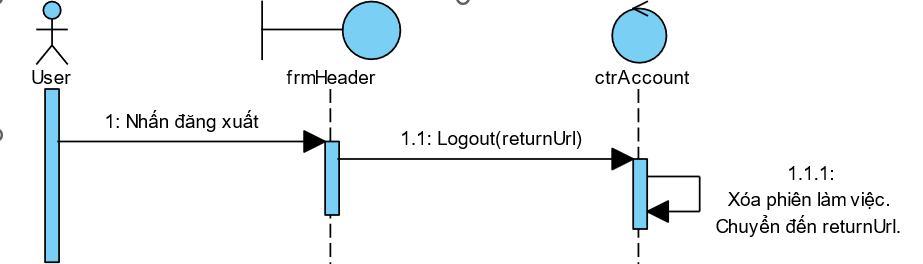 User
frmHeader
ctrAccount
1: Nhấn đăng xuất
1.1: Logout(returnUrl)
1.1.1:
Xóa phiên làm việc.
Chuyển đến returnUrl.